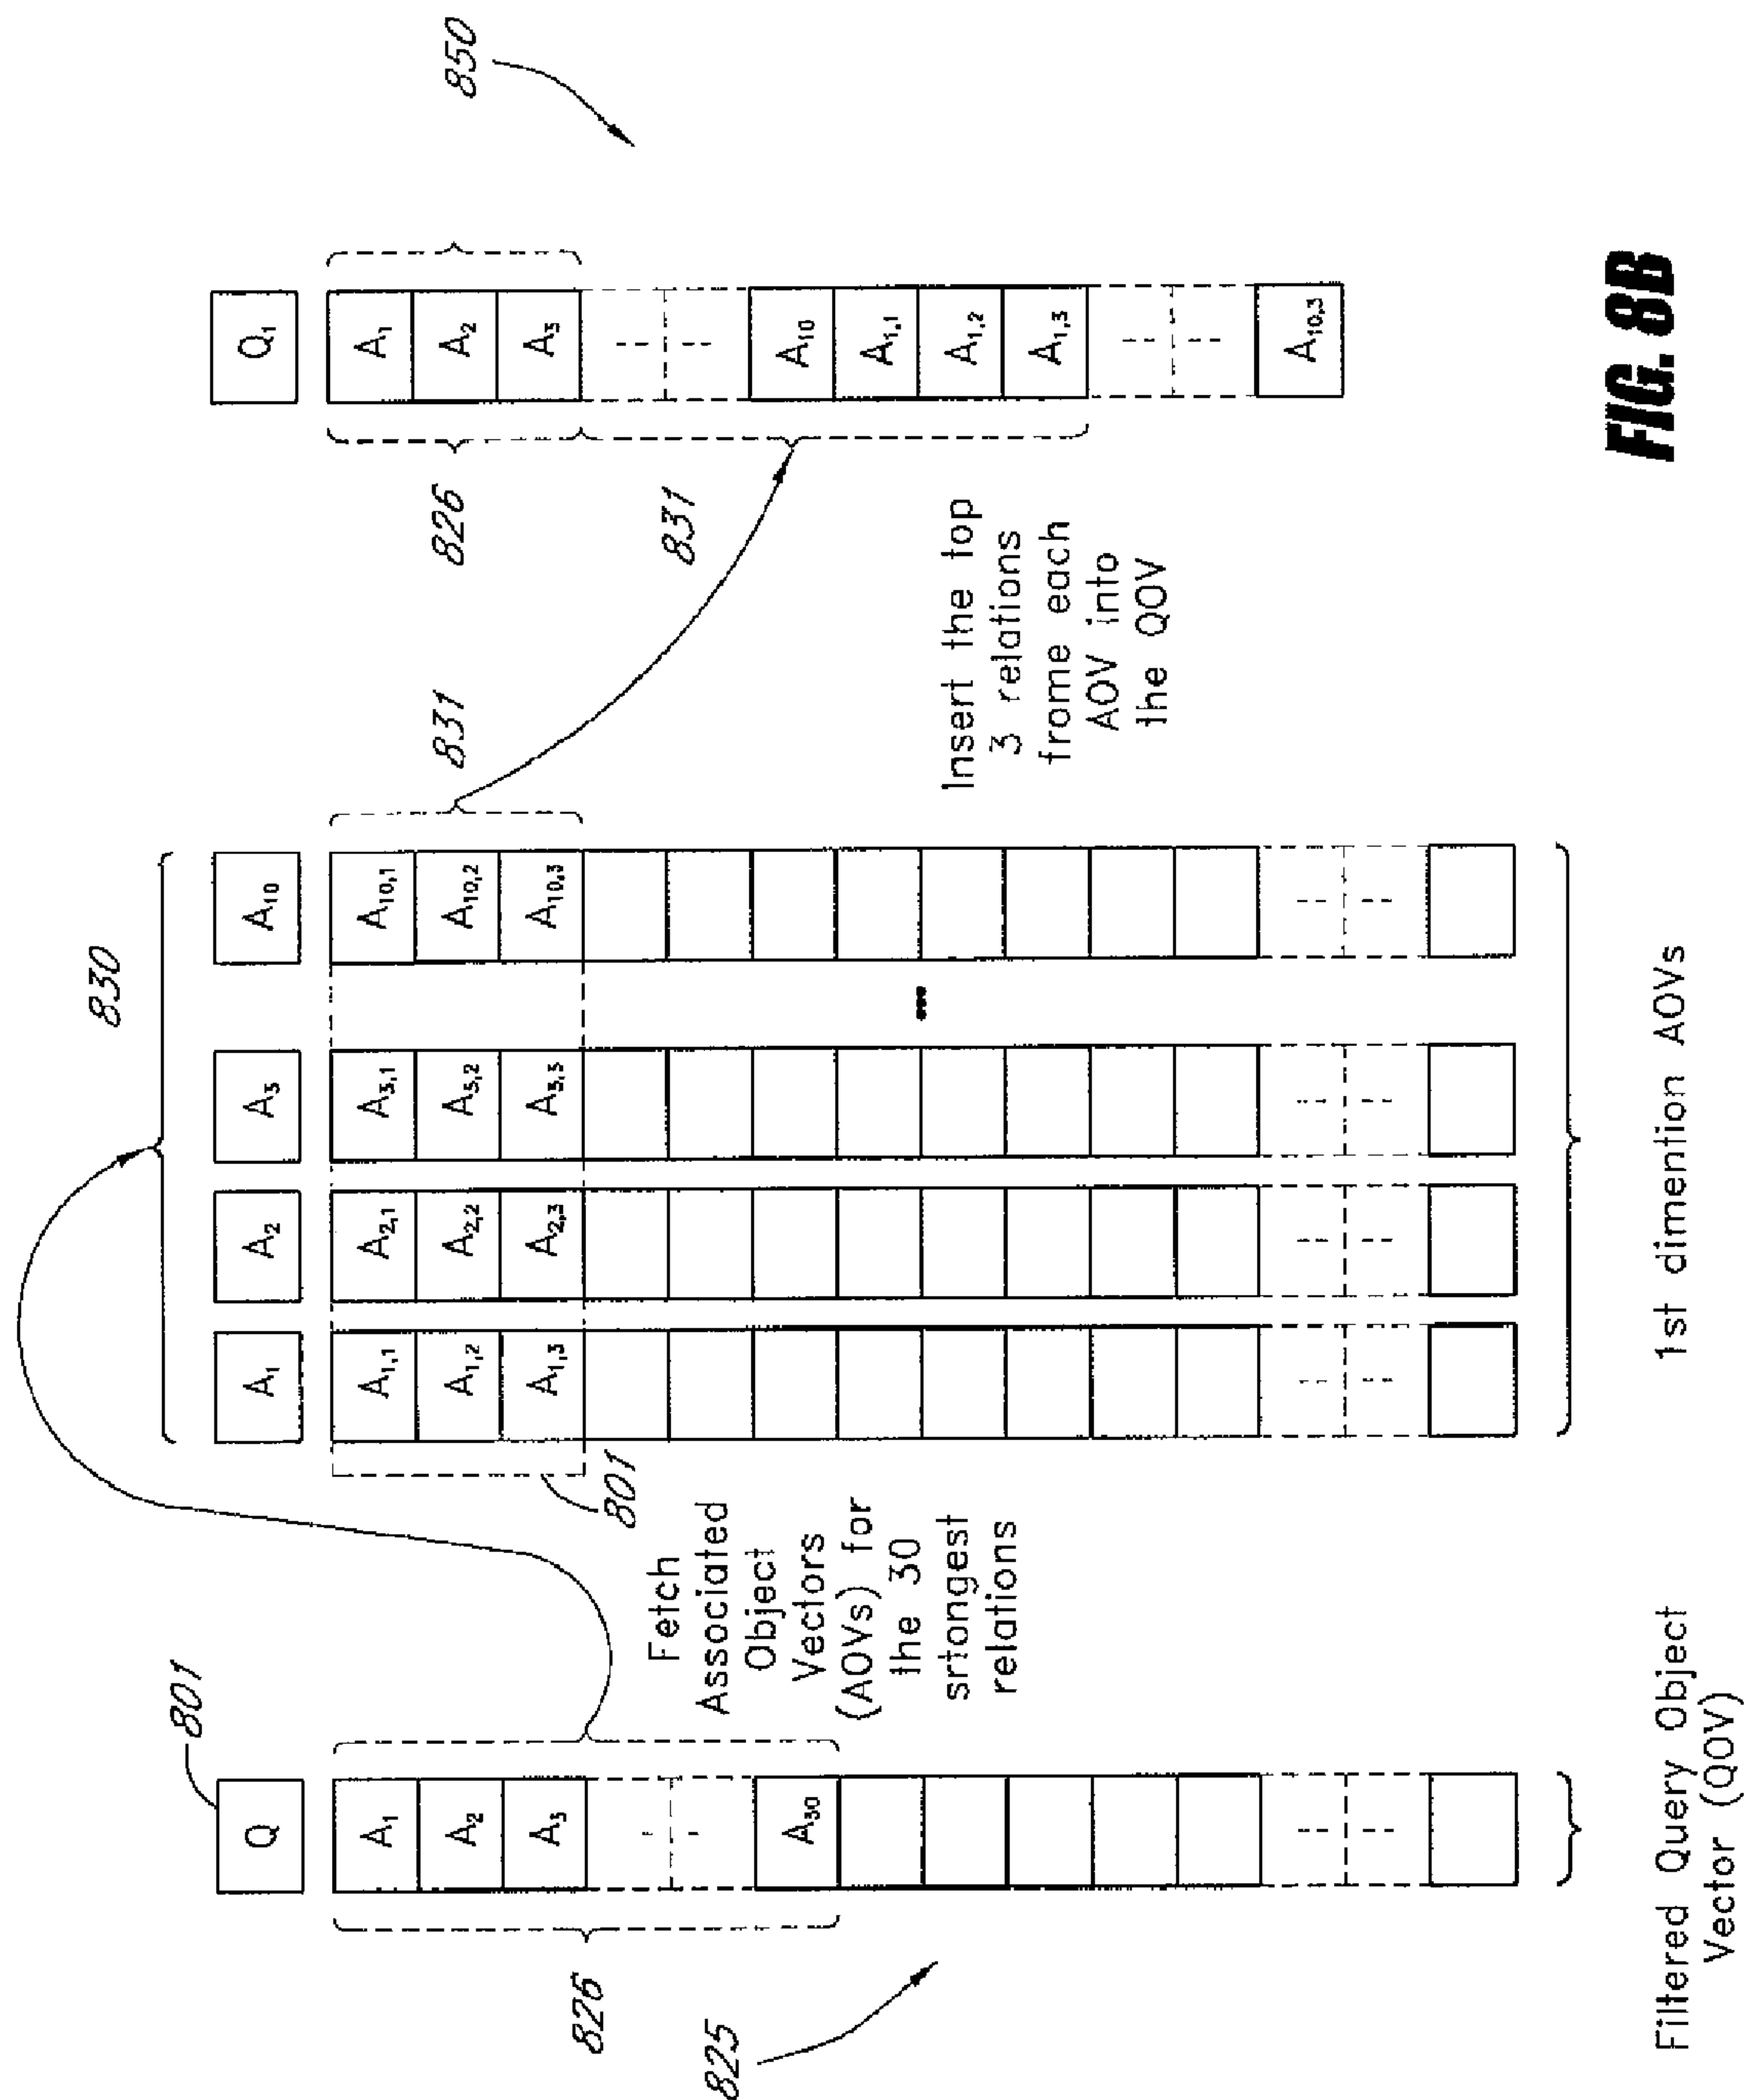 801
Q
A₁
A₂
A₃
A₃₀
826
825
Filtered Query Object
Vector (QOV)
Fetch
Associated
Object
Vectors
(AOVs) for
the 30
srtongest
relations
830
A₁ A₂ A₃ A₁₀
A₁,₁ A₂,₁ A₃,₁ A₁₀,₁
A₁,₂ A₂,₂ A₃,₂ A₁₀,₂
A₁,₃ A₂,₃ A₃,₃ A₁₀,₃
801
831
1st dimention AOVs
Insert the top
3 relations
frome each
AOV into
the QOV
850
Q₁
A₁
A₂
A₃
A₁₀
A₁,₁
A₁,₂
A₁,₃
A₁₀,₃
826
831
FIG. 8B